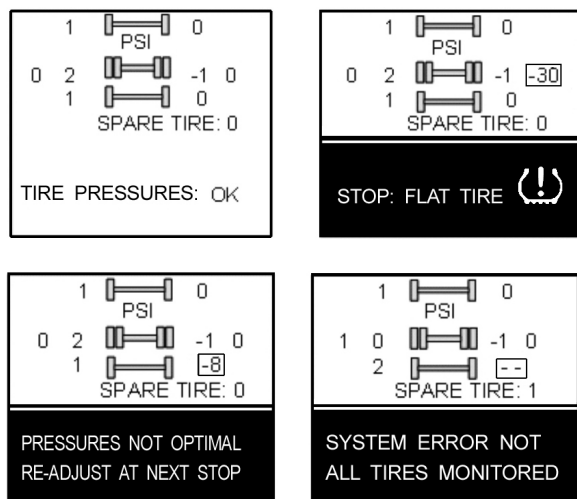 1 0
PSI
0 2 -1 0
1 0
SPARE TIRE: 0
TIRE PRESSURES: OK
1 0
PSI
0 2 -1 -30
1 0
SPARE TIRE: 0
STOP: FLAT TIRE (!)
1 0
PSI
0 2 -1 0
1 -8
SPARE TIRE: 0
PRESSURES NOT OPTIMAL
RE-ADJUST AT NEXT STOP
1 0
PSI
1 0 -1 0
2 --
SPARE TIRE: 1
SYSTEM ERROR NOT
ALL TIRES MONITORED